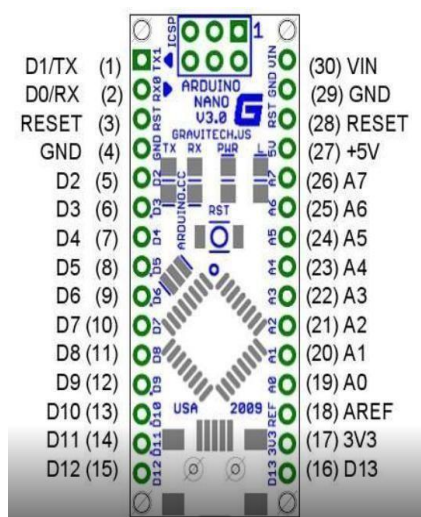 ICSP
1
D1/TX (1) TX1 VIN (30) VIN
ARDUINO
D0/RX (2) RX0 NANO GND (29) GND
V3.0
RESET (3) RST RST (28) RESET
GRAVITECH.US
GND (4) GND TX RX PWR L 5V (27) +5V
D2 (5) D2 A7 (26) A7
D3 (6) D3 A6 (25) A6
ARDUINO.CC
RST
D4 (7) D4 A5 (24) A5
D5 (8) D5 A4 (23) A4
D6 (9) D6 A3 (22) A3
D7 (10) D7 A2 (21) A2
D8 (11) D8 A1 (20) A1
D9 (12) D9 A0 (19) A0
D10 (13) D10 USA 2009 REF (18) AREF
D11 (14) D11 3V3 (17) 3V3
D12 (15) D12 D13 (16) D13